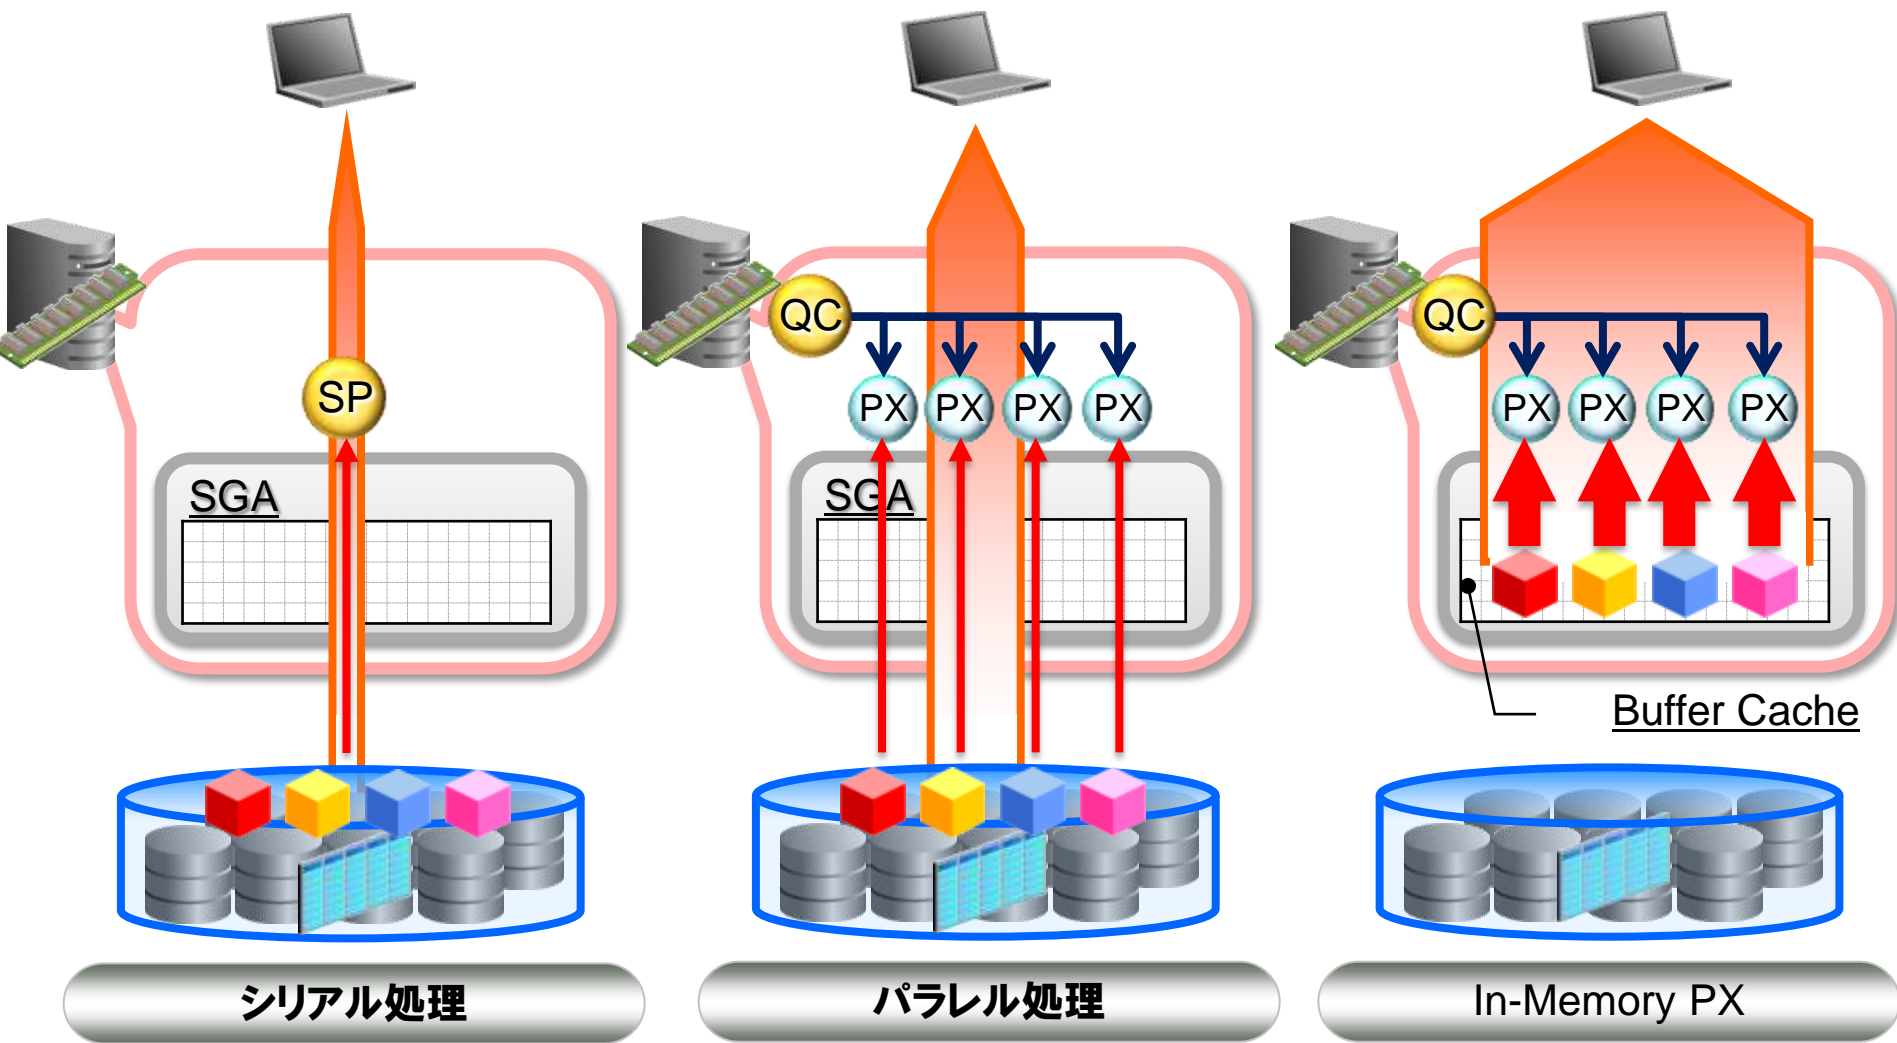 SP
SGA
シリアル処理
QC
PX PX PX PX
SGA
パラレル処理
QC
PX PX PX PX
Buffer Cache
In-Memory PX